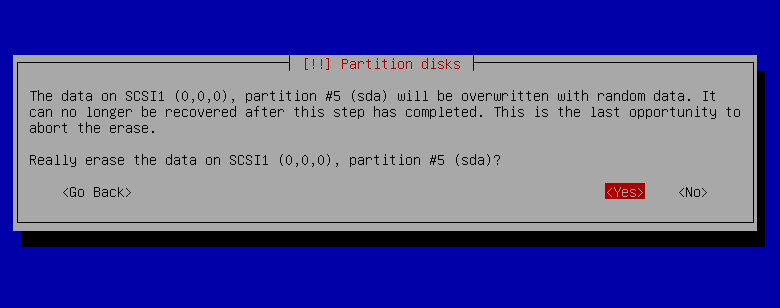 [!!] Partition disks
The data on SCSI1 (0,0,0), partition #5 (sda) will be overwritten with random data. It
can no longer be recovered after this step has completed. This is the last opportunity to
abort the erase.
Really erase the data on SCSI1 (0,0,0), partition #5 (sda)?
<Go Back> <Yes> <No>